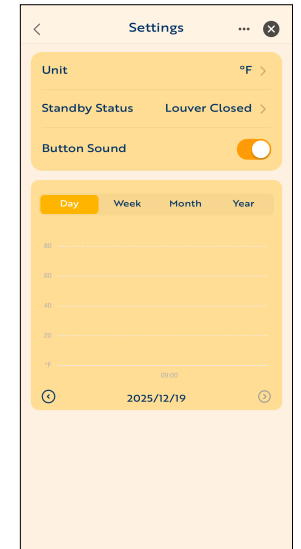 Settings
Unit °F
Standby Status Louver Closed
Button Sound
Day Week Month Year
80
60
40
20
°F
09:00
2025/12/19